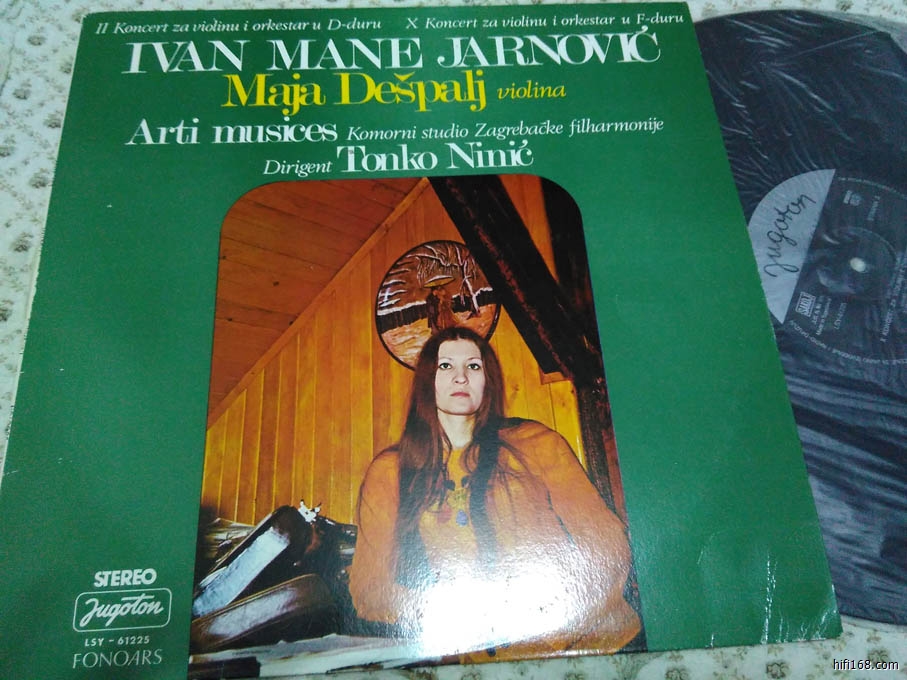 II Koncert za violinu i orkestar u D-duru X Koncert za violinu i orkestar u F-duru
IVAN MANE JARNOVIĆ
Maja Dešpalj violina
Arti musices Komorni studio Zagrebačke filharmonije
Dirigent Tonko Ninić
STEREO
Jugoton
LSY - 61225
FONOARS
Jugoton
hifi168.com